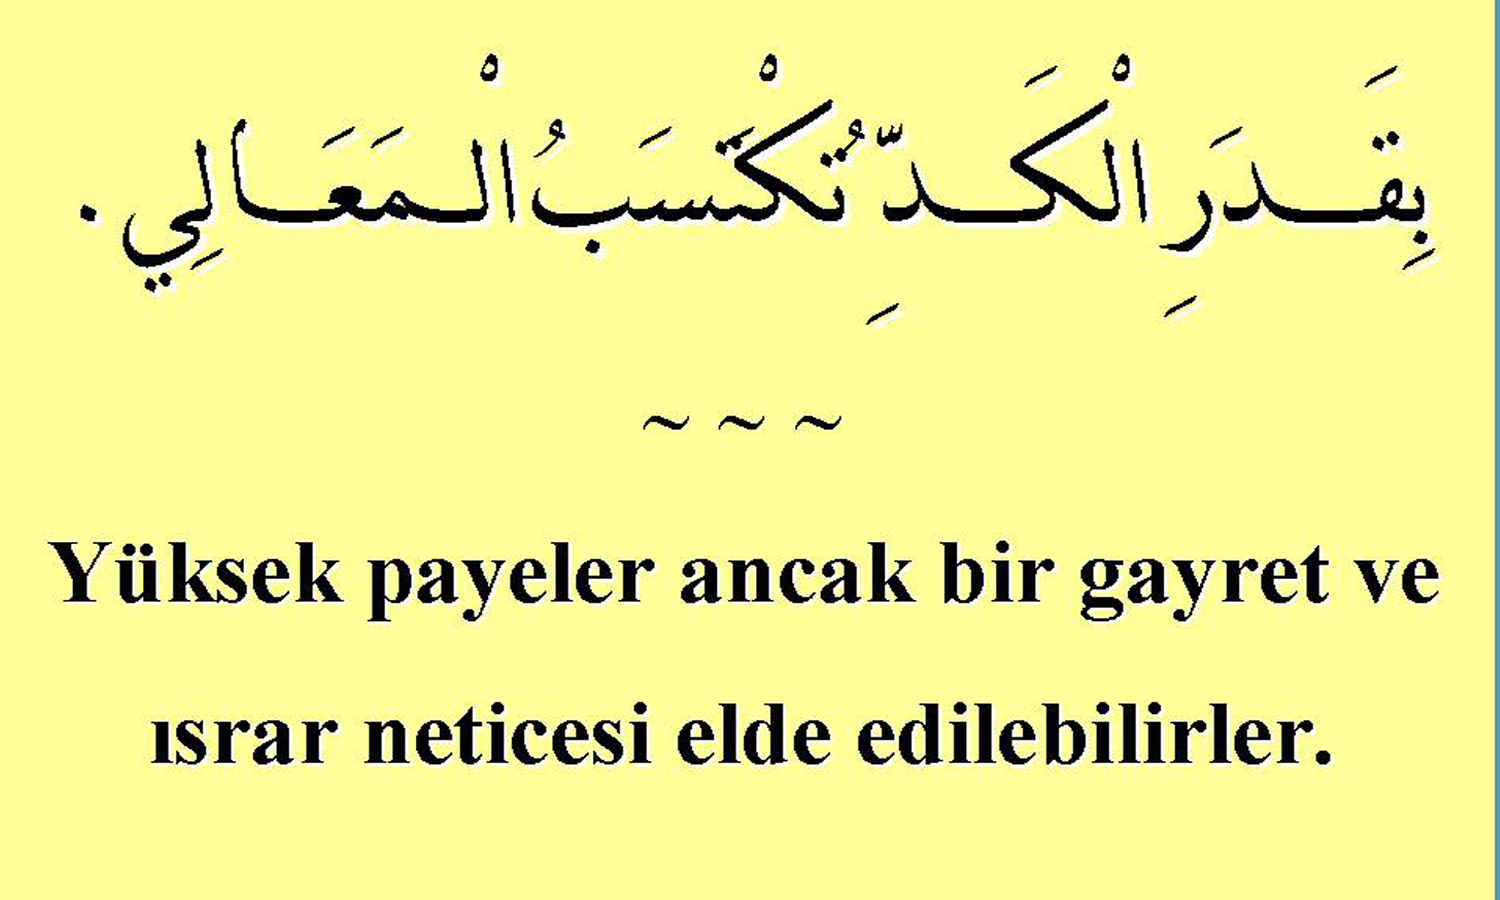 بِقَدَرِ الْكَدِّ تُكْتَسَبُ الْمَعَالِي.
~ ~ ~
Yüksek payeler ancak bir gayret ve
ısrar neticesi elde edilebilirler.